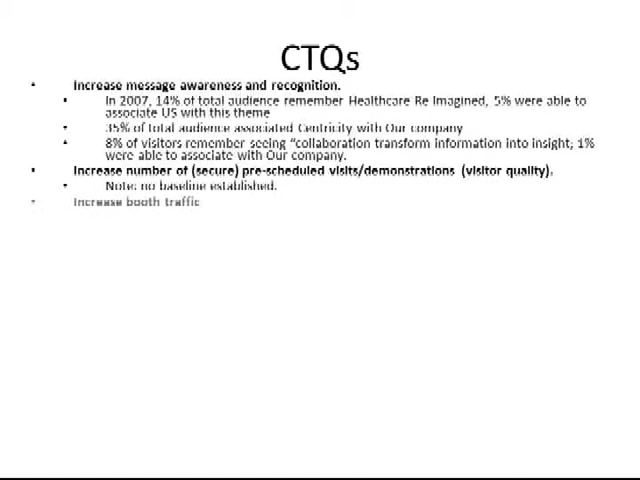 CTQs
• Increase message awareness and recognition.
• In 2007, 14% of total audience remember Healthcare Re Imagined, 5% were able to
associate US with this theme
• 35% of total audience associated Centricity with Our company
• 8% of visitors remember seeing "collaboration transform information into insight; 1%
were able to associate with Our company.
• Increase number of (secure) pre-scheduled visits/demonstrations (visitor quality).
• Note: no baseline established.
• Increase booth traffic